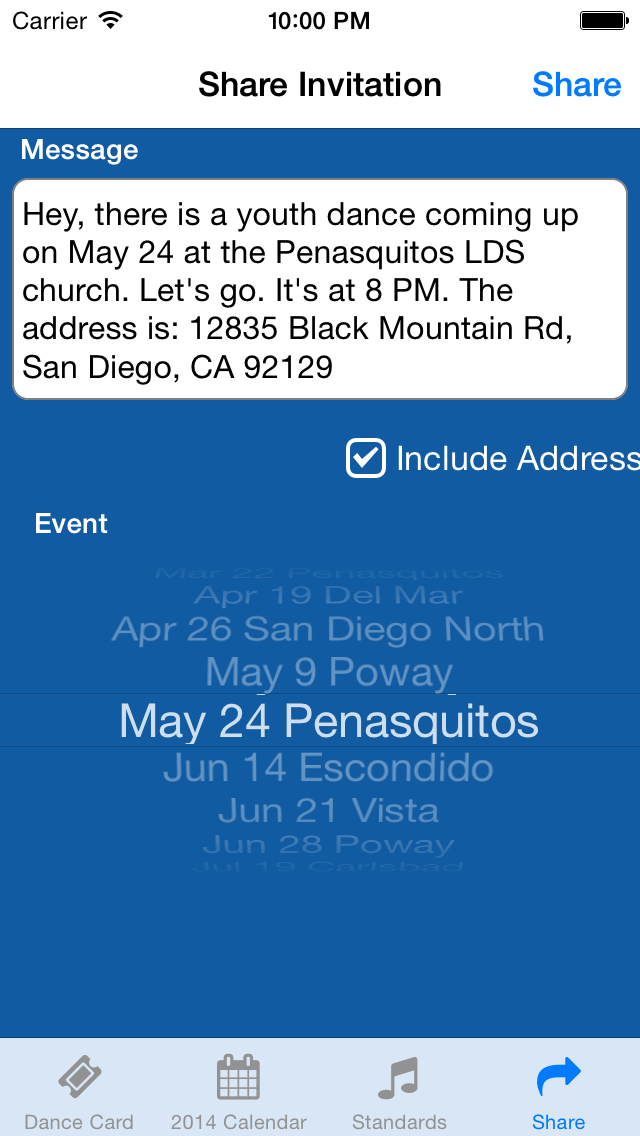 Carrier 10:00 PM
Share Invitation Share
Message
Hey, there is a youth dance coming up
on May 24 at the Penasquitos LDS
church. Let's go. It's at 8 PM. The
address is: 12835 Black Mountain Rd,
San Diego, CA 92129
Include Address
Event
Mar 22 Penasquitos
Apr 19 Del Mar
Apr 26 San Diego North
May 9 Poway
May 24 Penasquitos
Jun 14 Escondido
Jun 21 Vista
Jun 28 Poway
Jul 19 Carlsbad
Dance Card 2014 Calendar Standards Share